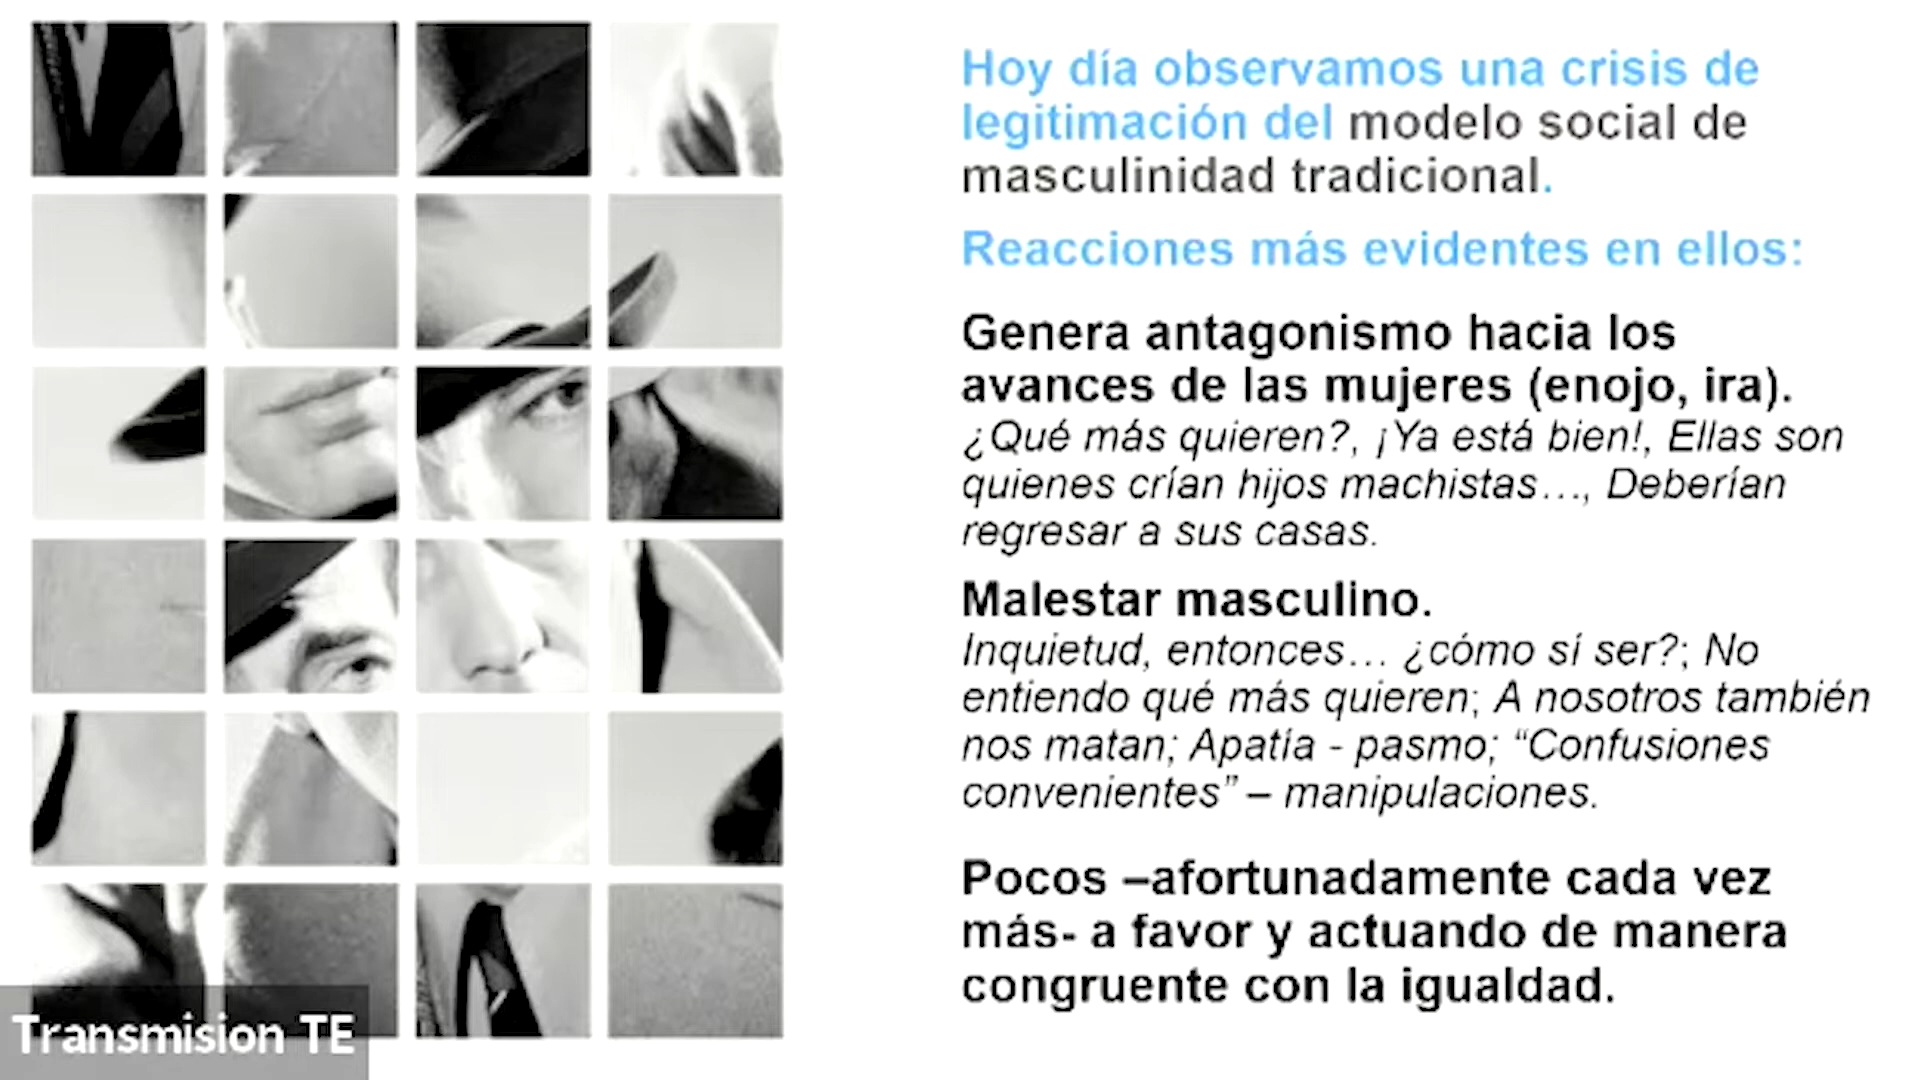 Hoy día observamos una crisis de
legitimación del modelo social de
masculinidad tradicional.
Reacciones más evidentes en ellos:
Genera antagonismo hacia los
avances de las mujeres (enojo, ira).
¿Qué más quieren?, ¡Ya está bien!, Ellas son
quienes crían hijos machistas…, Deberían
regresar a sus casas.
Malestar masculino.
Inquietud, entonces… ¿cómo sí ser?; No
entiendo qué más quieren; A nosotros también
nos matan; Apatía - pasmo; “Confusiones
convenientes” – manipulaciones.
Pocos –afortunadamente cada vez
más- a favor y actuando de manera
congruente con la igualdad.
Transmision TE